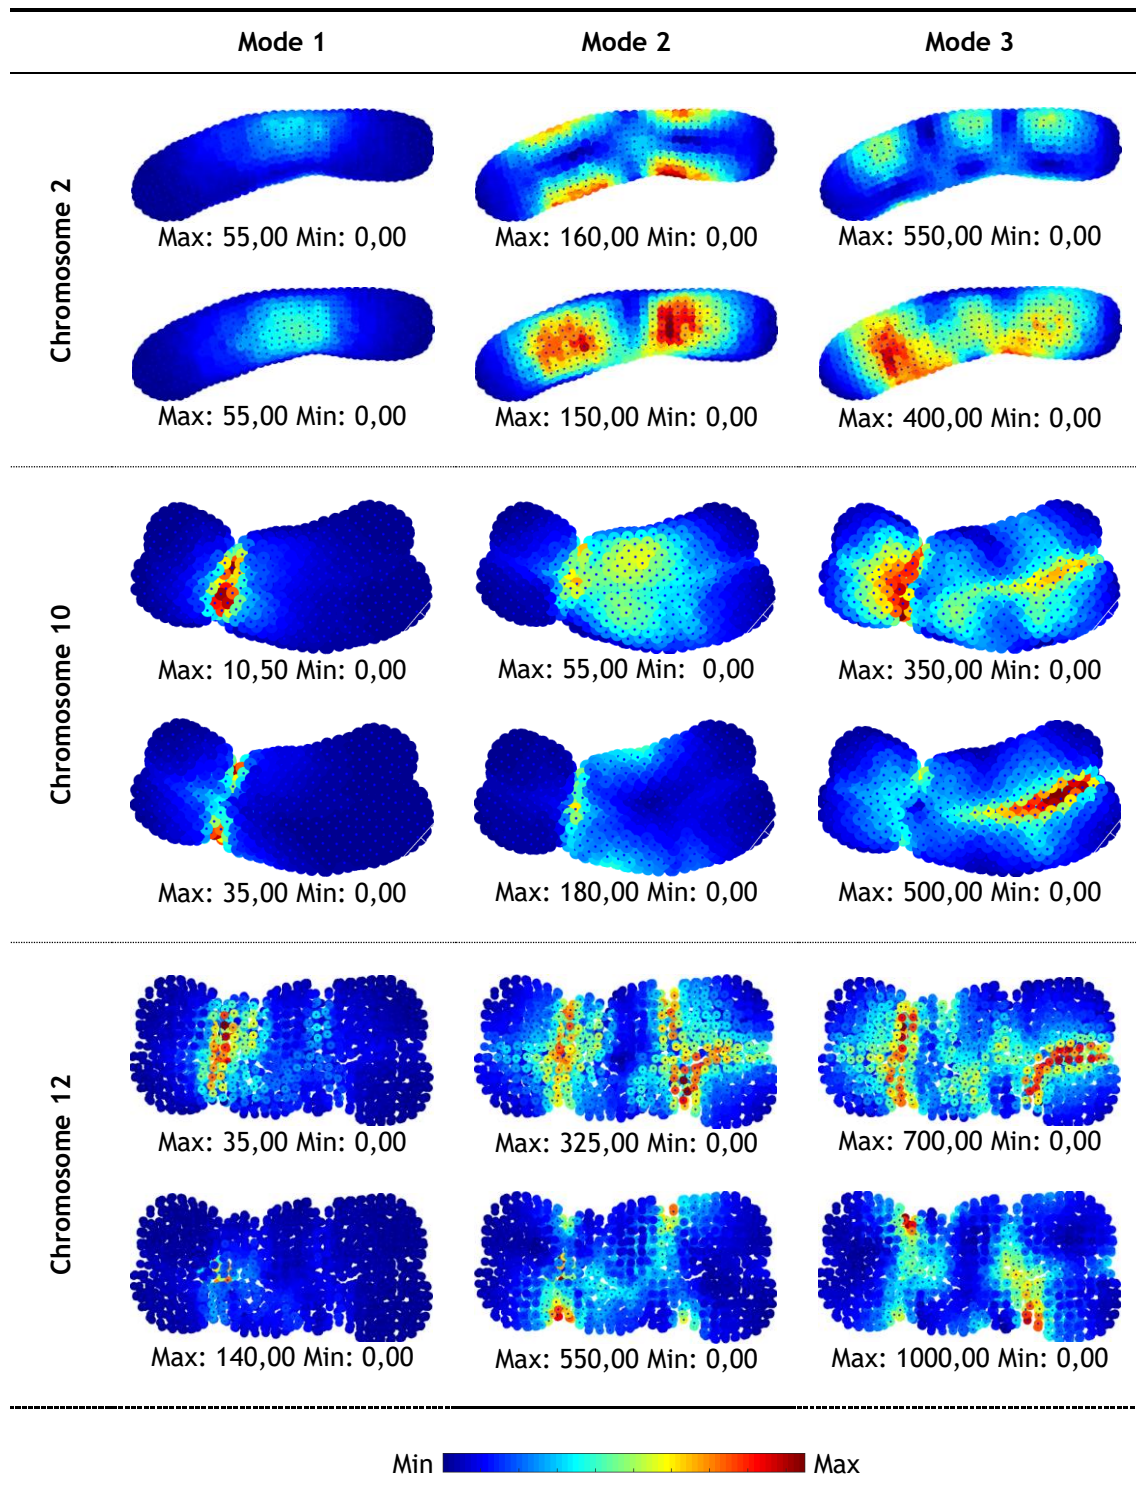 Mode 1 Mode 2 Mode 3
Chromosome 2
Max: 55,00 Min: 0,00 Max: 160,00 Min: 0,00 Max: 550,00 Min: 0,00
Max: 55,00 Min: 0,00 Max: 150,00 Min: 0,00 Max: 400,00 Min: 0,00
Chromosome 10
Max: 10,50 Min: 0,00 Max: 55,00 Min: 0,00 Max: 350,00 Min: 0,00
Max: 35,00 Min: 0,00 Max: 180,00 Min: 0,00 Max: 500,00 Min: 0,00
Chromosome 12
Max: 35,00 Min: 0,00 Max: 325,00 Min: 0,00 Max: 700,00 Min: 0,00
Max: 140,00 Min: 0,00 Max: 550,00 Min: 0,00 Max: 1000,00 Min: 0,00
Min Max